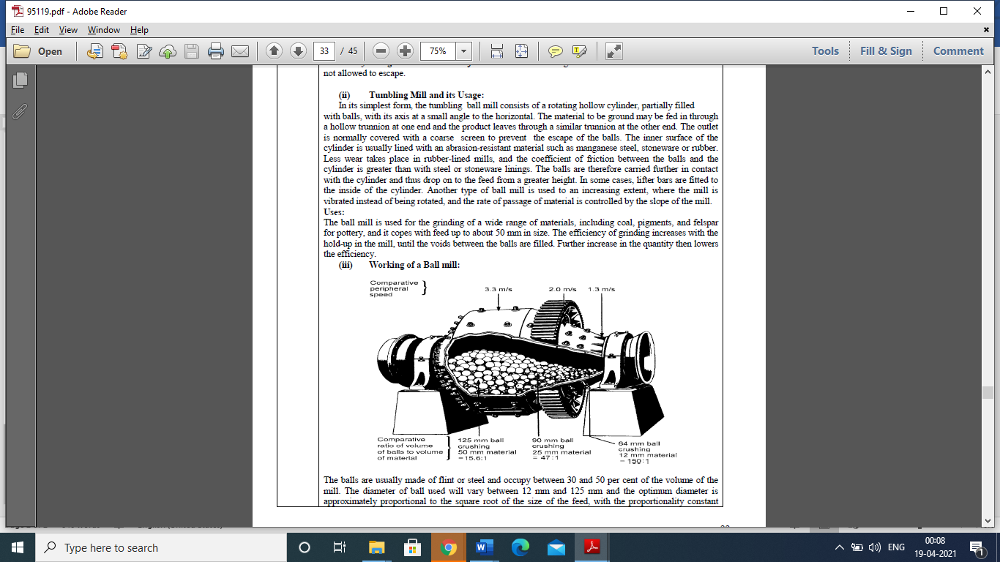 95119.pdf - Adobe Reader
File Edit View Window Help
Open 33 / 45 75% Tools Fill & Sign Comment
not allowed to escape.
(ii) Tumbling Mill and its Usage:
In its simplest form, the tumbling ball mill consists of a rotating hollow cylinder, partially filled
with balls, with its axis at a small angle to the horizontal. The material to be ground may be fed in through
a hollow trunnion at one end and the product leaves through a similar trunnion at the other end. The outlet
is normally covered with a coarse screen to prevent the escape of the balls. The inner surface of the
cylinder is usually lined with an abrasion-resistant material such as manganese steel, stoneware or rubber.
Less wear takes place in rubber-lined mills, and the coefficient of friction between the balls and the
cylinder is greater than with steel or stoneware linings. The balls are therefore carried further in contact
with the cylinder and thus drop on to the feed from a greater height. In some cases, lifter bars are fitted to
the inside of the cylinder. Another type of ball mill is used to an increasing extent, where the mill is
vibrated instead of being rotated, and the rate of passage of material is controlled by the slope of the mill.
Uses:
The ball mill is used for the grinding of a wide range of materials, including coal, pigments, and felspar
for pottery, and it copes with feed up to about 50 mm in size. The efficiency of grinding increases with the
hold-up in the mill, until the voids between the balls are filled. Further increase in the quantity then lowers
the efficiency.
(iii) Working of a Ball mill:
Comparative
peripheral
speed
3.3 m/s 2.0 m/s 1.3 m/s
Comparative
ratio of volume
of balls to volume
of material
125 mm ball
crushing
50 mm material
=15.6:1
90 mm ball
crushing
25 mm material
= 47:1
64 mm ball
crushing
12 mm material
= 150:1
The balls are usually made of flint or steel and occupy between 30 and 50 per cent of the volume of the
mill. The diameter of ball used will vary between 12 mm and 125 mm and the optimum diameter is
approximately proportional to the square root of the size of the feed, with the proportionality constant
Type here to search
ENG
00:08
19-04-2021
1